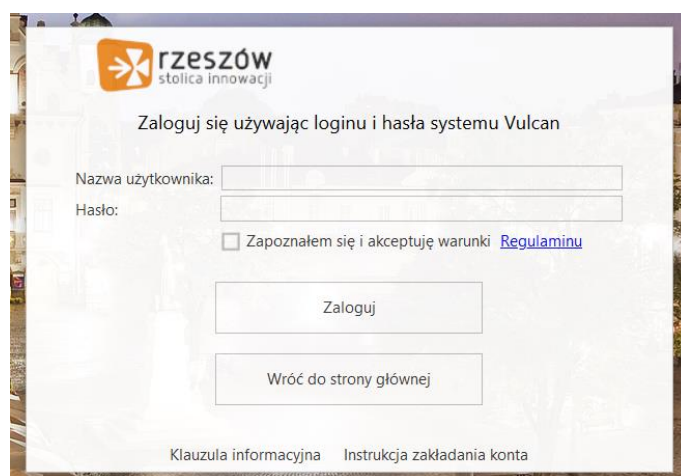 rzeszów
stolica innowacji
Zaloguj się używając loginu i hasła systemu Vulcan
Nazwa użytkownika:
Hasło:
Zapoznałem się i akceptuję warunki Regulaminu
Zaloguj
Wróć do strony głównej
Klauzula informacyjna Instrukcja zakładania konta